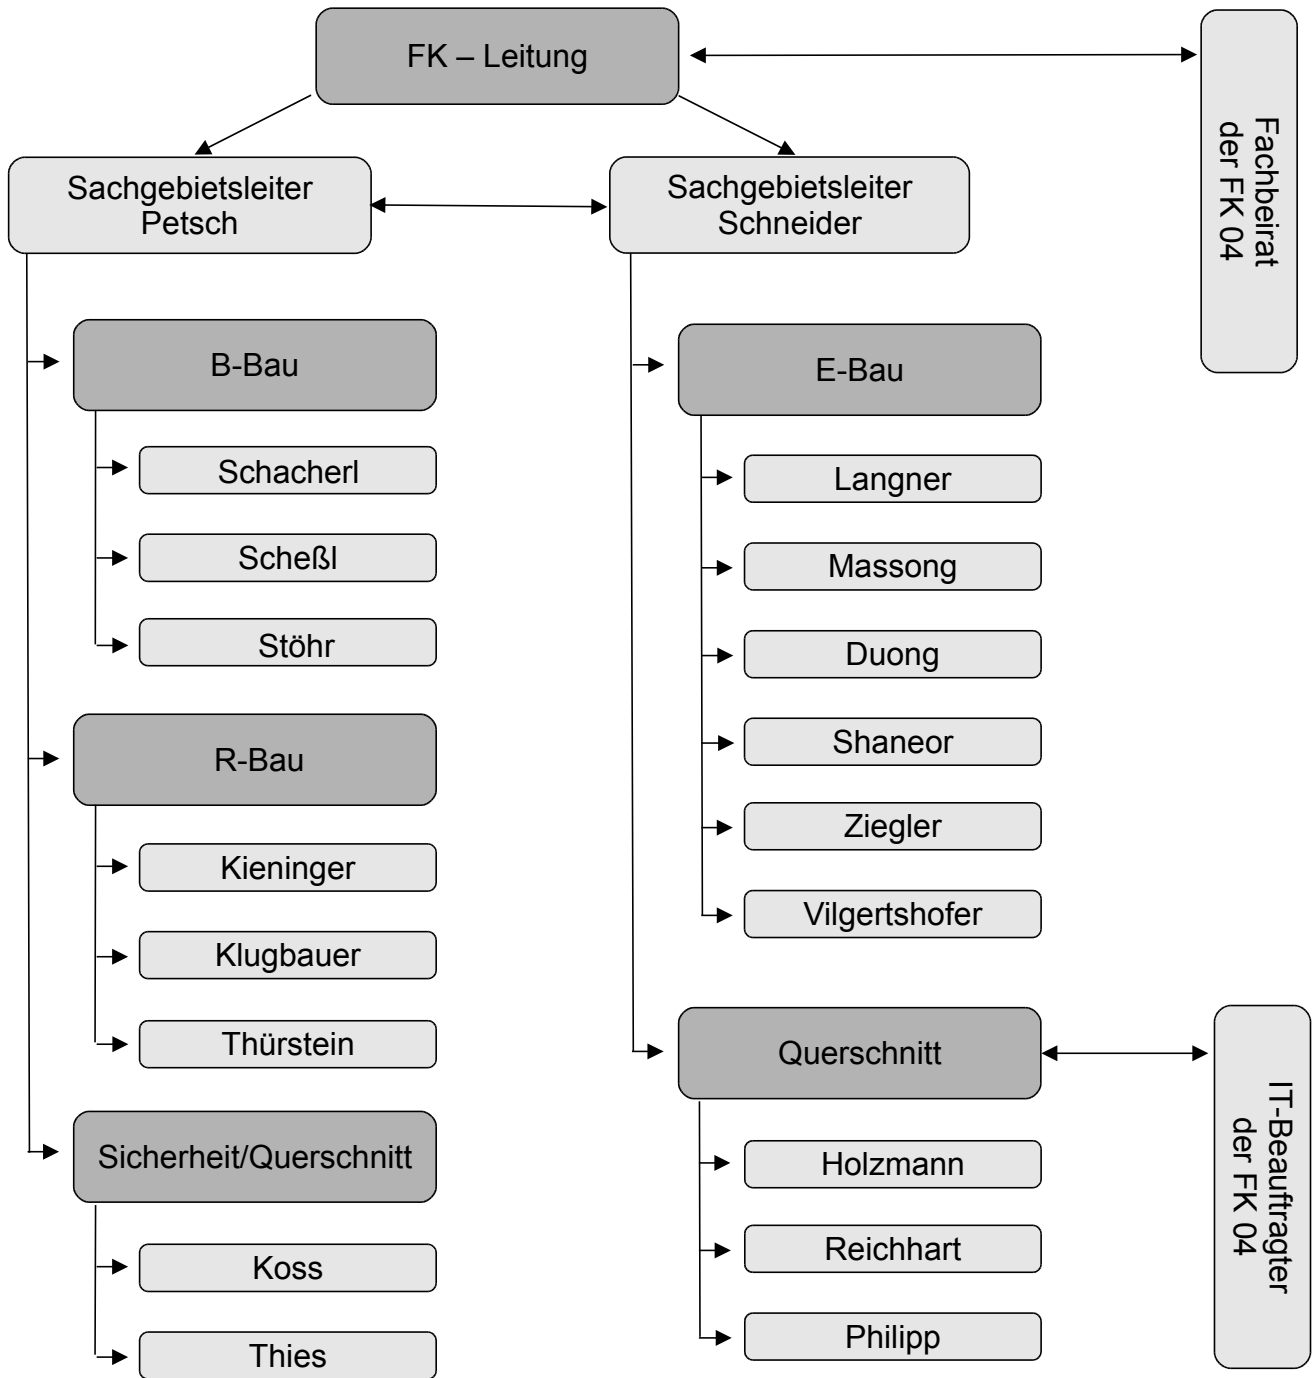 FK – Leitung
Fachbeirat
der FK 04
Sachgebietsleiter
Petsch
Sachgebietsleiter
Schneider
B-Bau
Schacherl
Scheßl
Stöhr
R-Bau
Kieninger
Klugbauer
Thürstein
Sicherheit/Querschnitt
Koss
Thies
E-Bau
Langner
Massong
Duong
Shaneor
Ziegler
Vilgertshofer
Querschnitt
Holzmann
Reichhart
Philipp
IT-Beauftragter
der FK 04